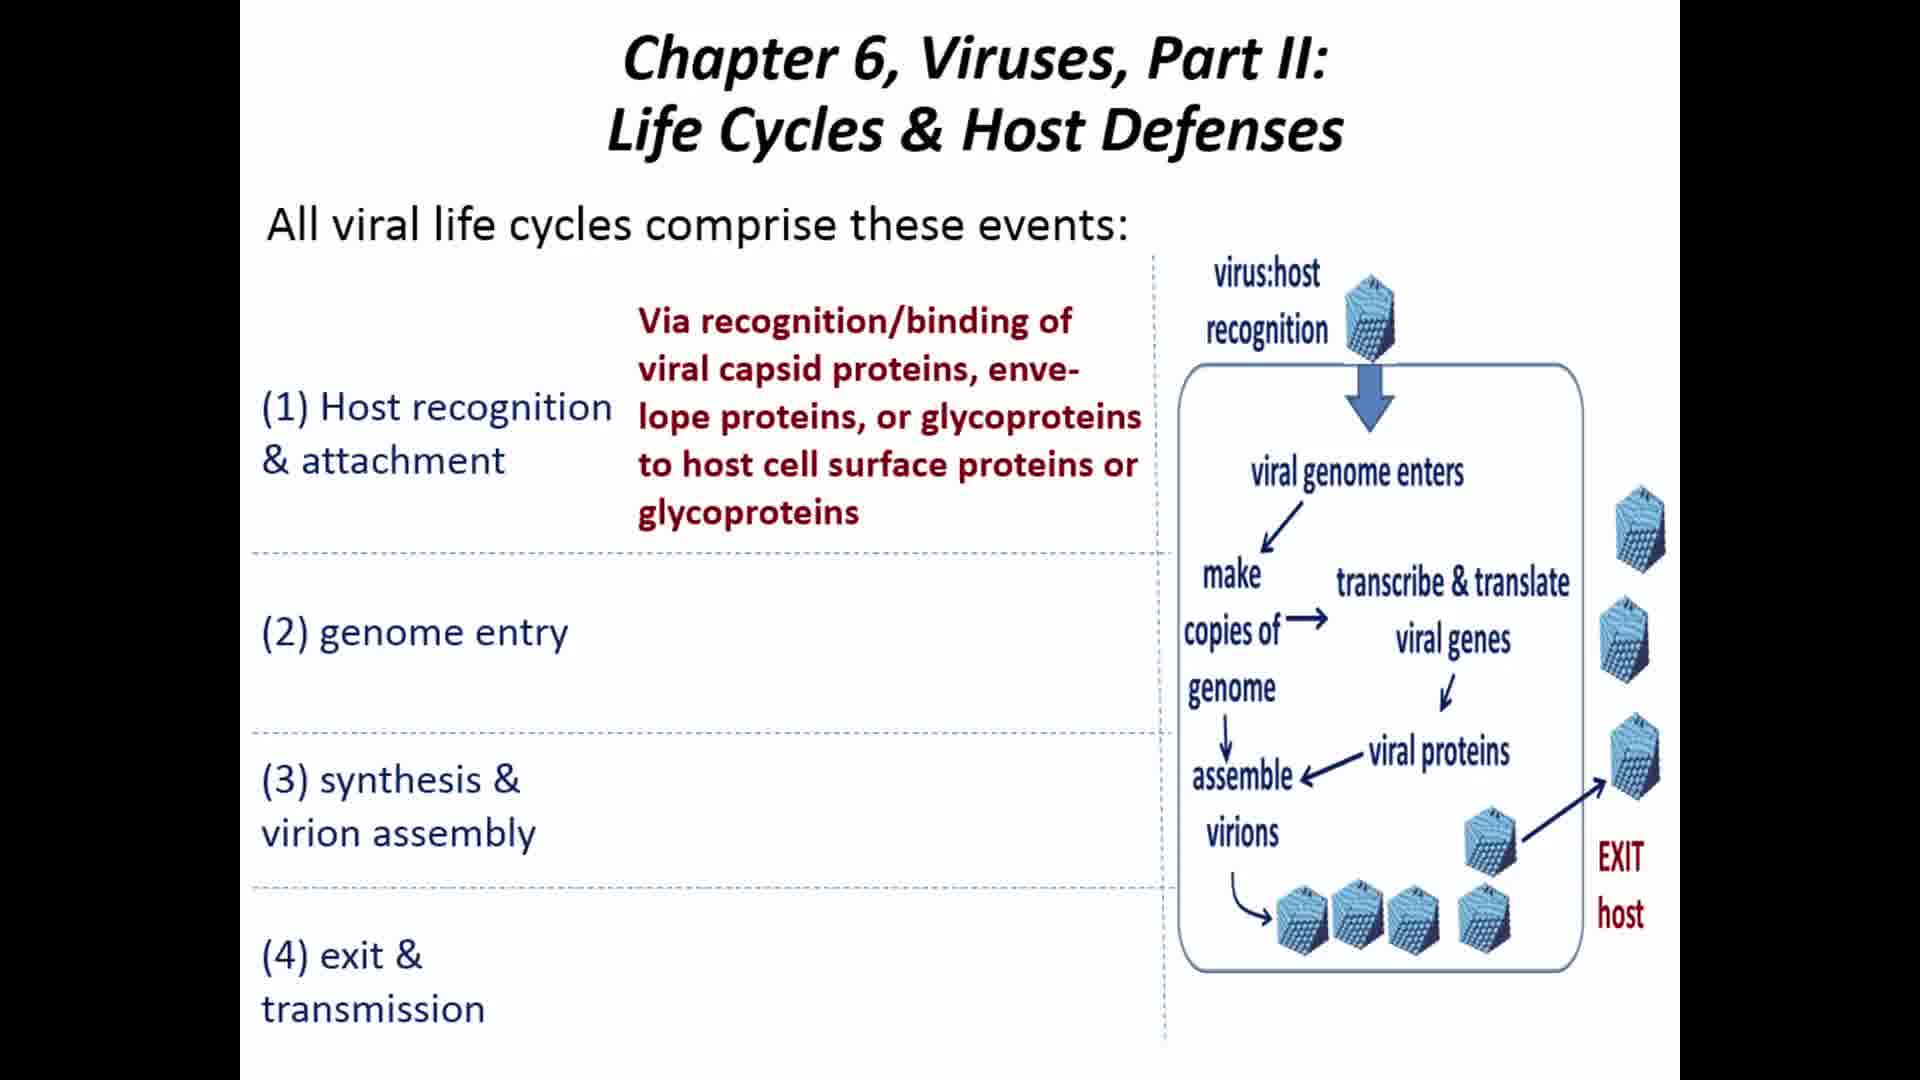 Chapter 6, Viruses, Part II:
Life Cycles & Host Defenses
All viral life cycles comprise these events:
(1) Host recognition
& attachment
Via recognition/binding of
viral capsid proteins, enve-
lope proteins, or glycoproteins
to host cell surface proteins or
glycoproteins
(2) genome entry
(3) synthesis &
virion assembly
(4) exit &
transmission
virus:host
recognition
viral genome enters
make
copies of
genome
transcribe & translate
viral genes
viral proteins
assemble
virions
EXIT
host